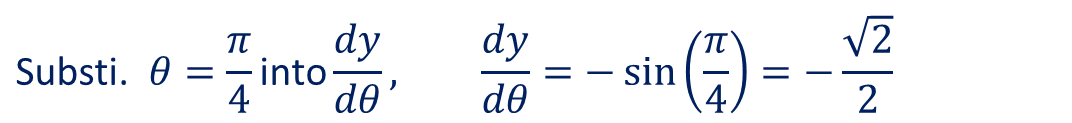 Substi. θ = π/4 into dy/dθ, dy/dθ = − sin(π/4) = − √2/2